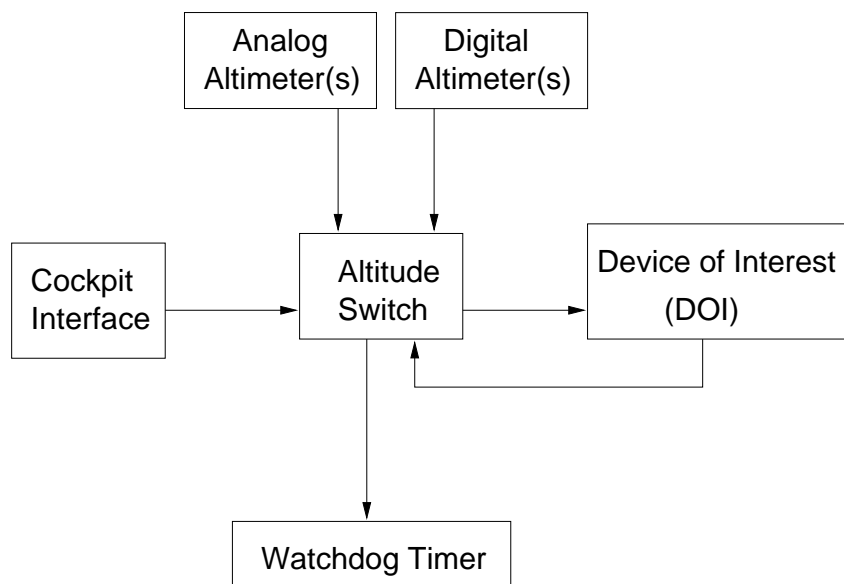 Analog
Altimeter(s)
Digital
Altimeter(s)
Cockpit
Interface
Altitude
Switch
Device of Interest
(DOI)
Watchdog Timer